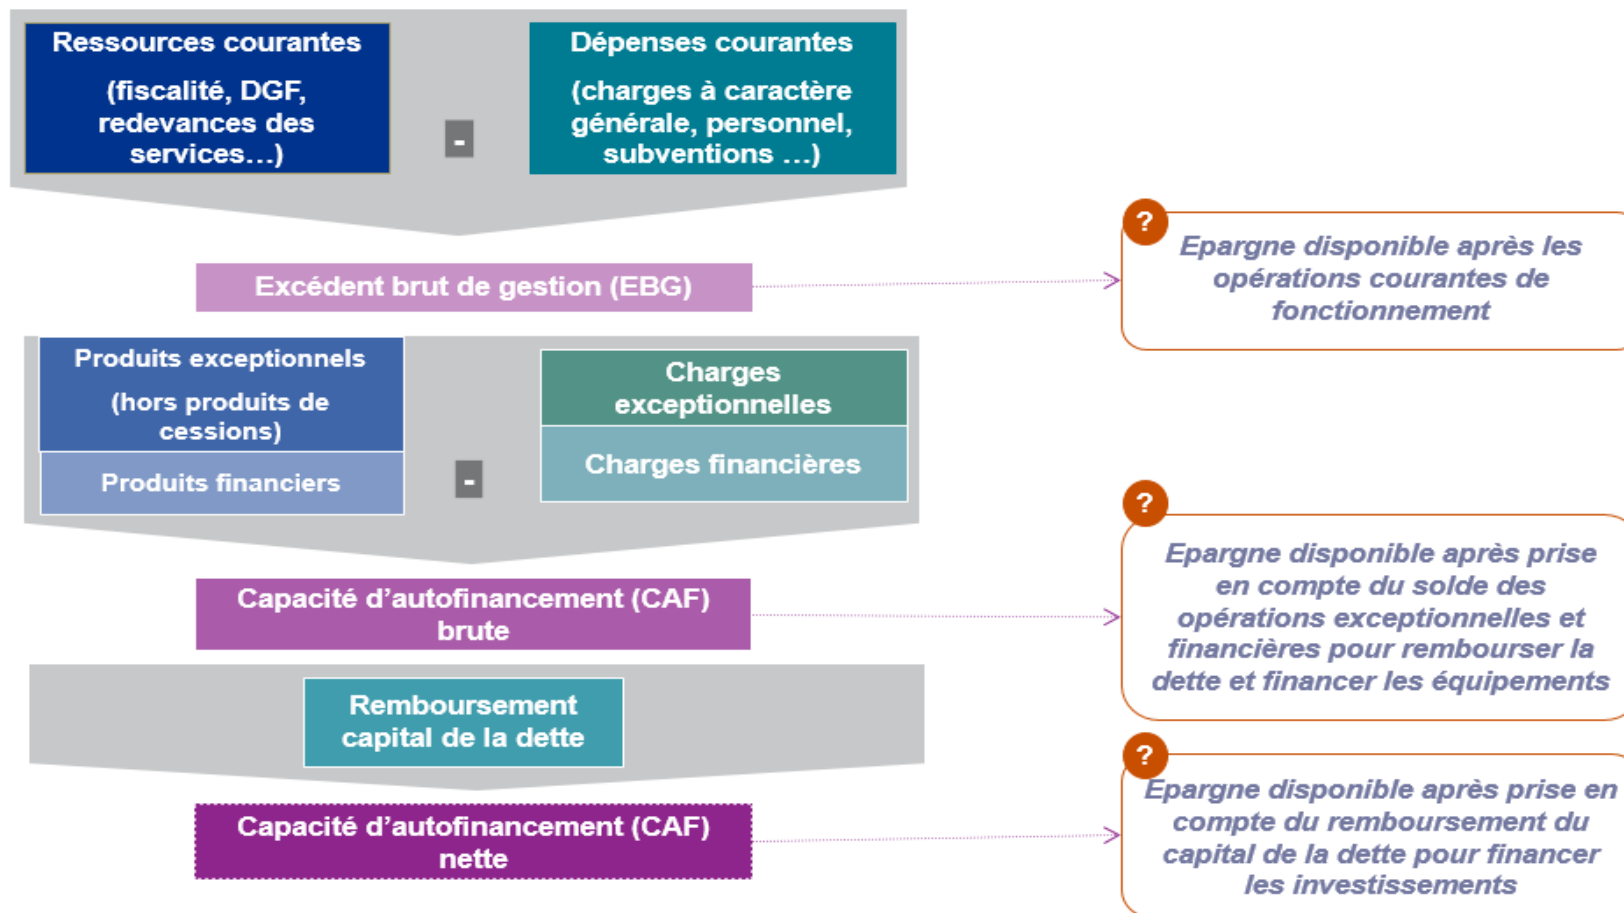 Ressources courantes
(fiscalité, DGF,
redevances des
services...)
-
Dépenses courantes
(charges à caractère
générale, personnel,
subventions ...)
Excédent brut de gestion (EBG)
?
Epargne disponible après les
opérations courantes de
fonctionnement
Produits exceptionnels
(hors produits de
cessions)
Produits financiers
-
Charges
exceptionnelles
Charges financières
Capacité d'autofinancement (CAF)
brute
?
Epargne disponible après prise
en compte du solde des
opérations exceptionnelles et
financières pour rembourser la
dette et financer les équipements
Remboursement
capital de la dette
Capacité d'autofinancement (CAF)
nette
?
Epargne disponible après prise en
compte du remboursement du
capital de la dette pour financer
les investissements